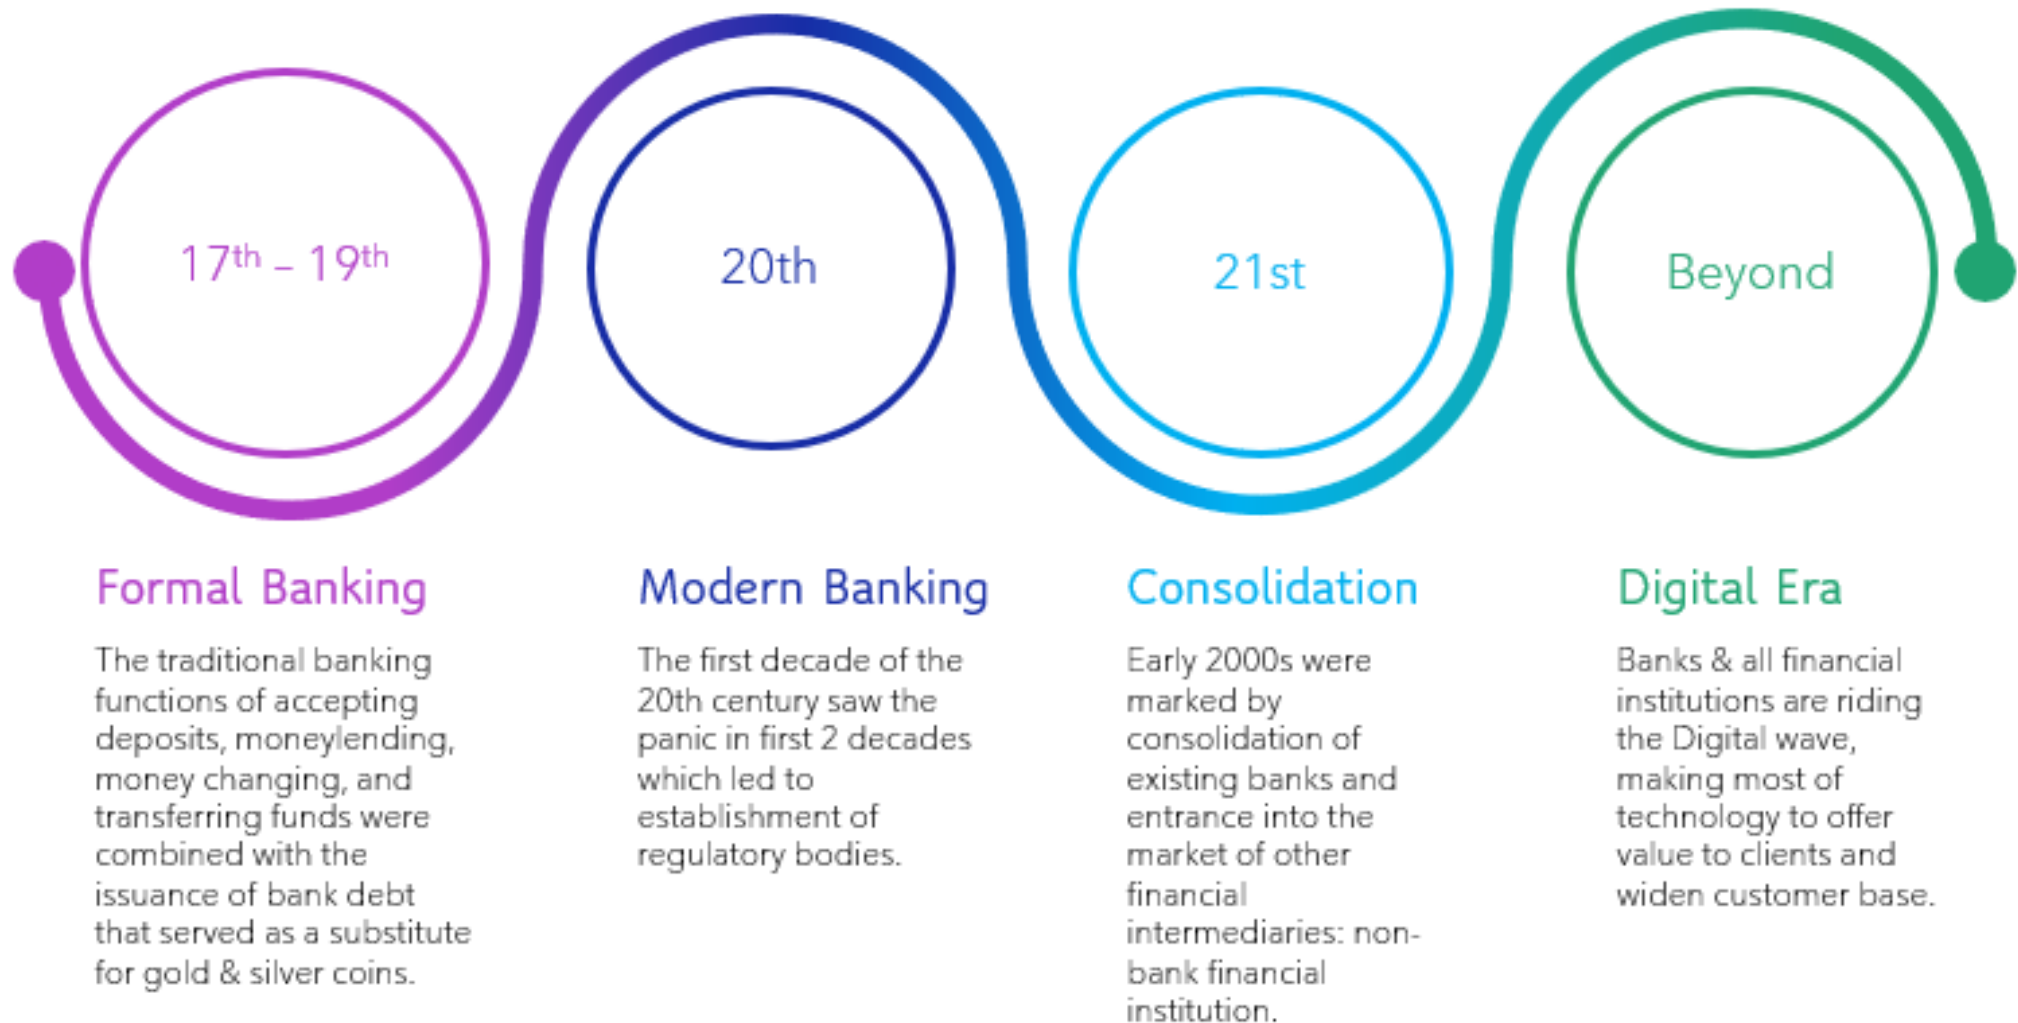 17th – 19th
20th
21st
Beyond
Formal Banking
The traditional banking
functions of accepting
deposits, moneylending,
money changing, and
transferring funds were
combined with the
issuance of bank debt
that served as a substitute
for gold & silver coins.
Modern Banking
The first decade of the
20th century saw the
panic in first 2 decades
which led to
establishment of
regulatory bodies.
Consolidation
Early 2000s were
marked by
consolidation of
existing banks and
entrance into the
market of other
financial
intermediaries: non-
bank financial
institution.
Digital Era
Banks & all financial
institutions are riding
the Digital wave,
making most of
technology to offer
value to clients and
widen customer base.